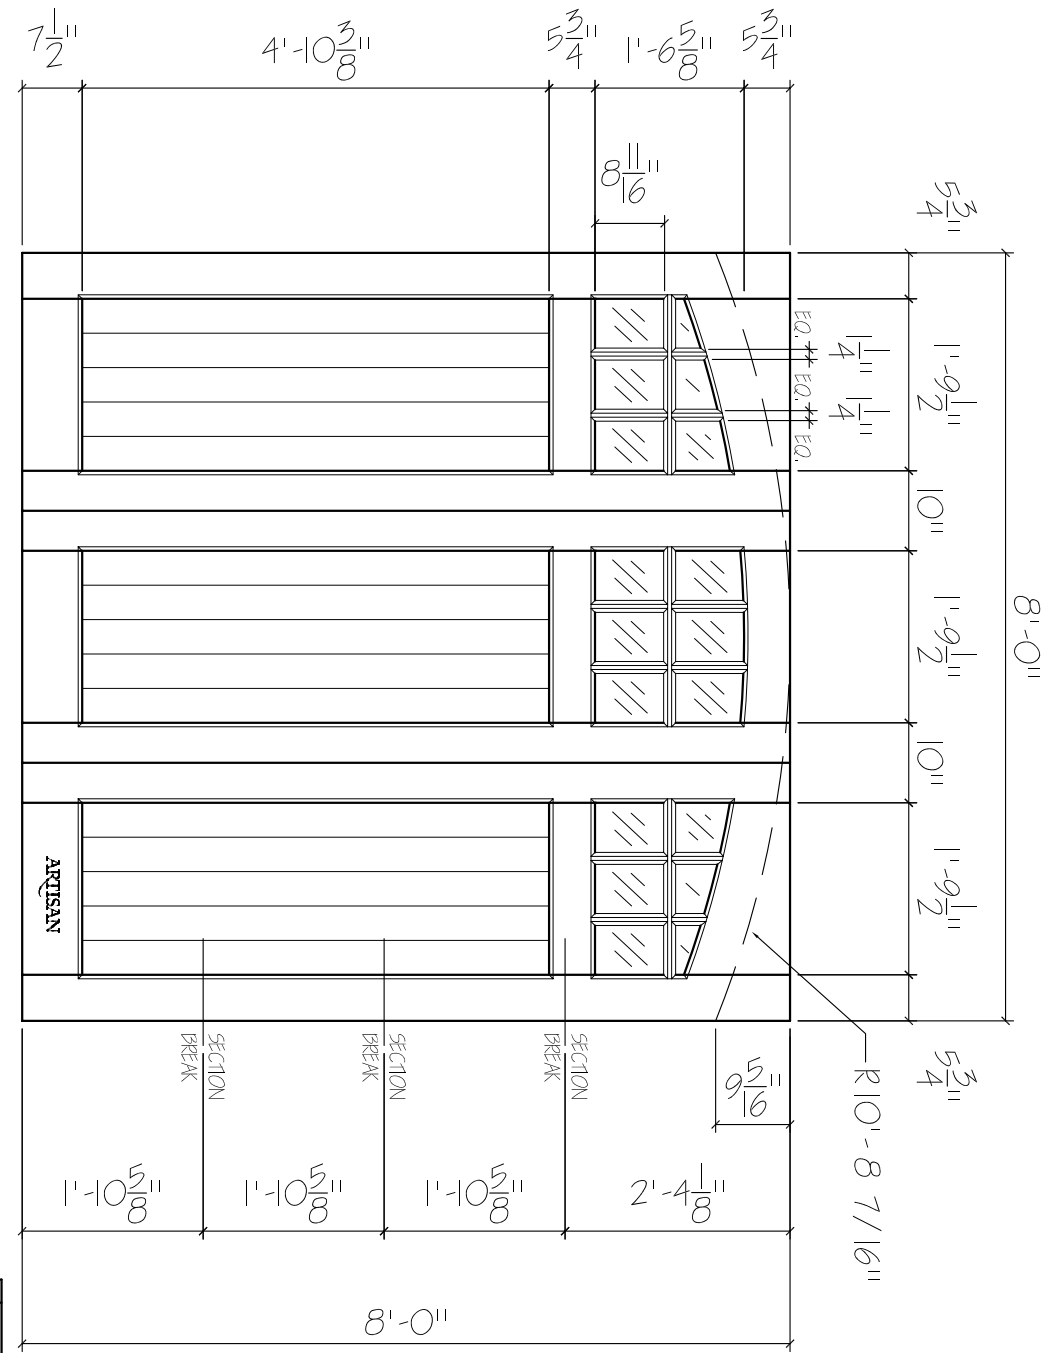 7 1/2"
4'-10 3/8"
5 3/4"
1'-6 5/8"
5 3/4"
8 11/16"
5 3/4"
1'-9 1/2"
10"
1'-9 1/2"
10"
1'-9 1/2"
5 3/4"
8'-0"
EQ.
1 1/4"
EQ.
1 1/4"
EQ.
ARTISAN
SECTION
BREAK
SECTION
BREAK
SECTION
BREAK
9 5/16"
R 10'-8 7/16"
1'-10 5/8"
1'-10 5/8"
1'-10 5/8"
2'-4 1/8"
8'-0"